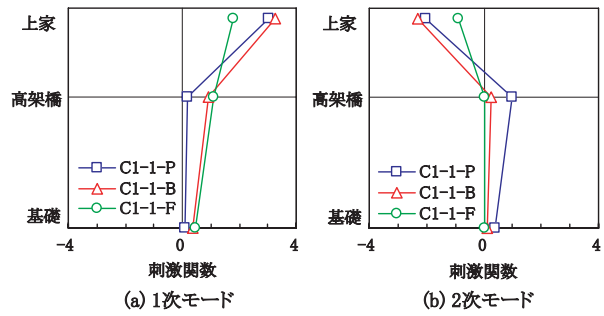 上家
高架橋
基礎
C1-1-P
C1-1-B
C1-1-F
-4 0 4
刺激関数
(a) 1次モード
上家
高架橋
基礎
C1-1-P
C1-1-B
C1-1-F
-4 0 4
刺激関数
(b) 2次モード